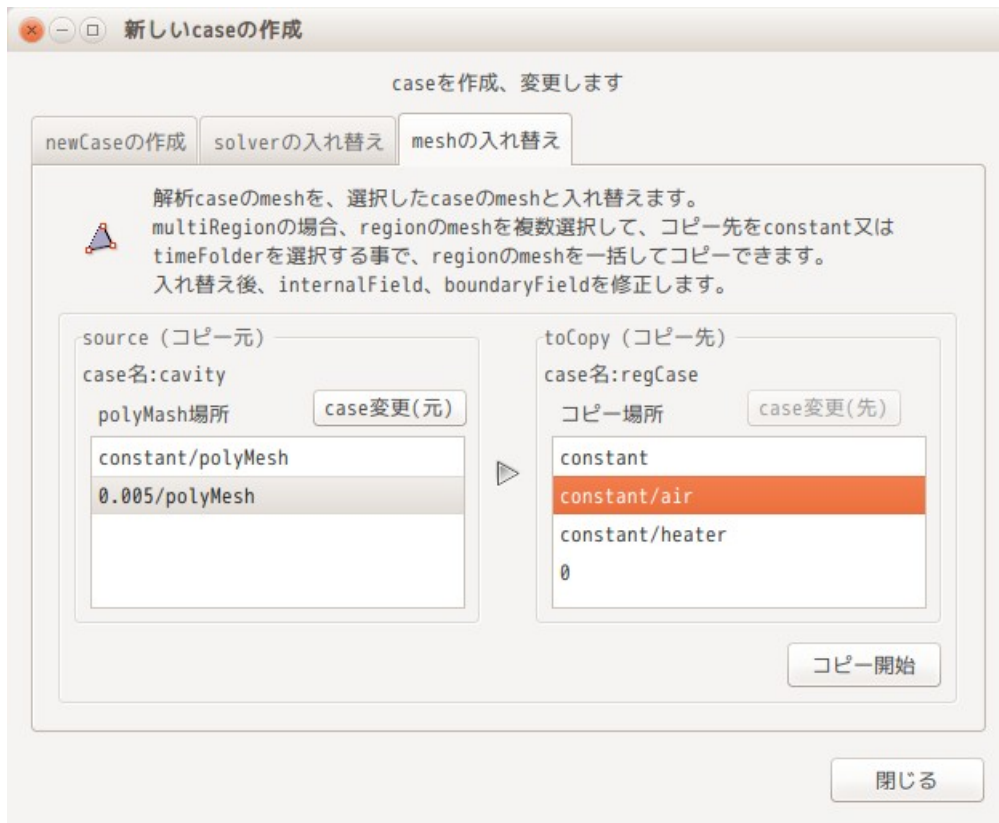 新しいcaseの作成
caseを作成、変更します
newCaseの作成 solverの入れ替え meshの入れ替え
解析caseのmeshを、選択したcaseのmeshと入れ替えます。
multiRegionの場合、regionのmeshを複数選択して、コピー先をconstant又は
timeFolderを選択する事で、regionのmeshを一括してコピーできます。
入れ替え後、internalField、boundaryFieldを修正します。
source (コピー元)
case名:cavity
polyMash場所 case変更(元)
constant/polyMesh
0.005/polyMesh
toCopy (コピー先)
case名:regCase
コピー場所 case変更(先)
constant
constant/air
constant/heater
0
コピー開始
閉じる